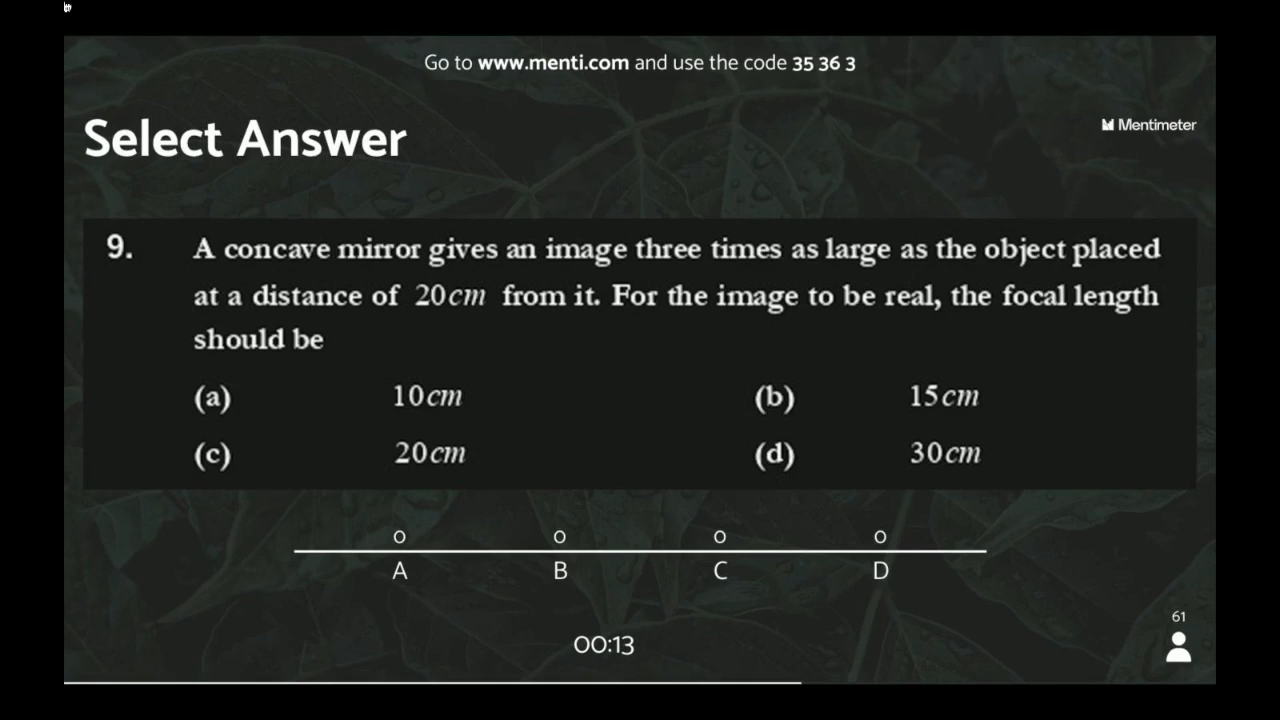 Go to www.menti.com and use the code 35 36 3
Select Answer
Mentimeter
9. A concave mirror gives an image three times as large as the object placed
at a distance of 20cm from it. For the image to be real, the focal length
should be
(a) 10cm (b) 15cm
(c) 20cm (d) 30cm
0 0 0 0
A B C D
61
00:13